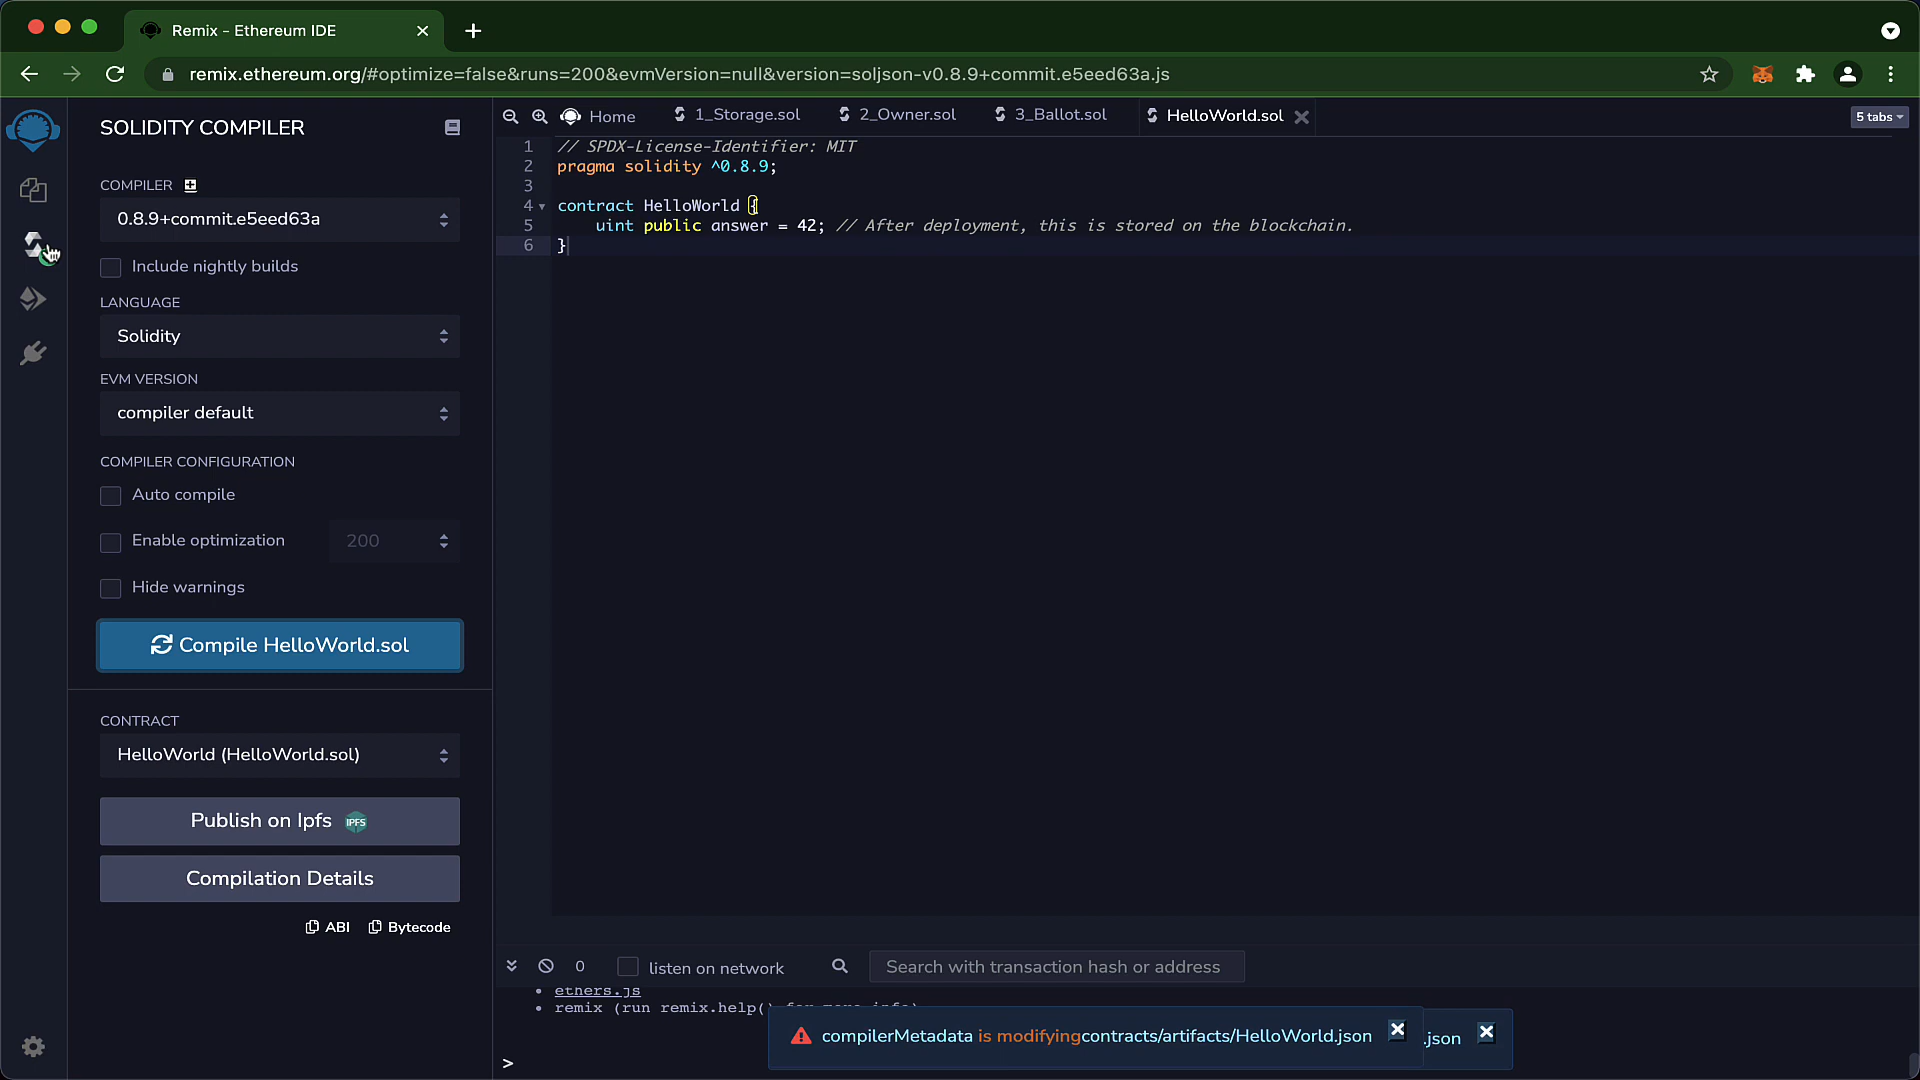 Remix - Ethereum IDE
remix.ethereum.org/#optimize=false&runs=200&evmVersion=null&version=soljson-v0.8.9+commit.e5eed63a.js
SOLIDITY COMPILER
COMPILER
0.8.9+commit.e5eed63a
Include nightly builds
LANGUAGE
Solidity
EVM VERSION
compiler default
COMPILER CONFIGURATION
Auto compile
Enable optimization 200
Hide warnings
Compile HelloWorld.sol
CONTRACT
HelloWorld (HelloWorld.sol)
Publish on Ipfs IPFS
Compilation Details
ABI Bytecode
Home 1_Storage.sol 2_Owner.sol 3_Ballot.sol HelloWorld.sol 5 tabs
1 // SPDX-License-Identifier: MIT
2 pragma solidity ^0.8.9;
3
4 contract HelloWorld {
5 uint public answer = 42; // After deployment, this is stored on the blockchain.
6 }
0 listen on network Search with transaction hash or address
• ethers.js
• remix (run remix.help()
compilerMetadata is modifyingcontracts/artifacts/HelloWorld.json .json
>